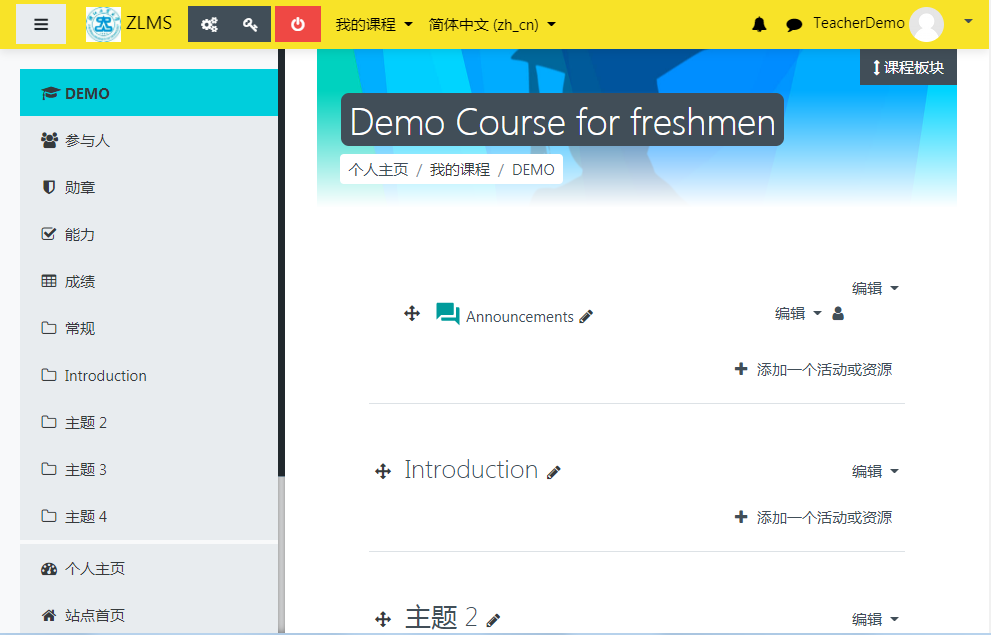 ZLMS
我的课程
简体中文 (zh_cn)
TeacherDemo
DEMO
参与人
勋章
能力
成绩
常规
Introduction
主题 2
主题 3
主题 4
个人主页
站点首页
课程板块
Demo Course for freshmen
个人主页 / 我的课程 / DEMO
编辑
Announcements
编辑
添加一个活动或资源
Introduction
编辑
添加一个活动或资源
主题 2
编辑